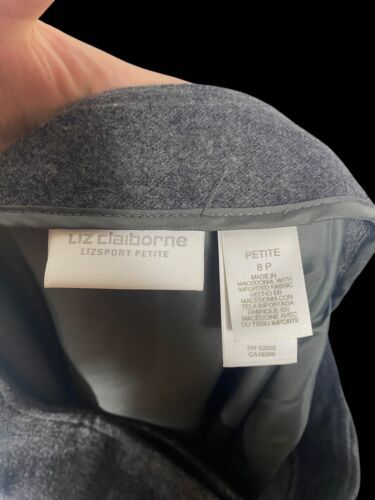 Liz claiborne
LIZSPORT PETITE
PETITE
8 P
MADE IN
MACEDONIA WITH
IMPORTED FABRIC
HECHO EN
MACEDONIA CON
TELA IMPORTADA
FABRIQUE EN
MACEDOINE AVEC
DU TISSU IMPORTE
RN 52002
CA16396